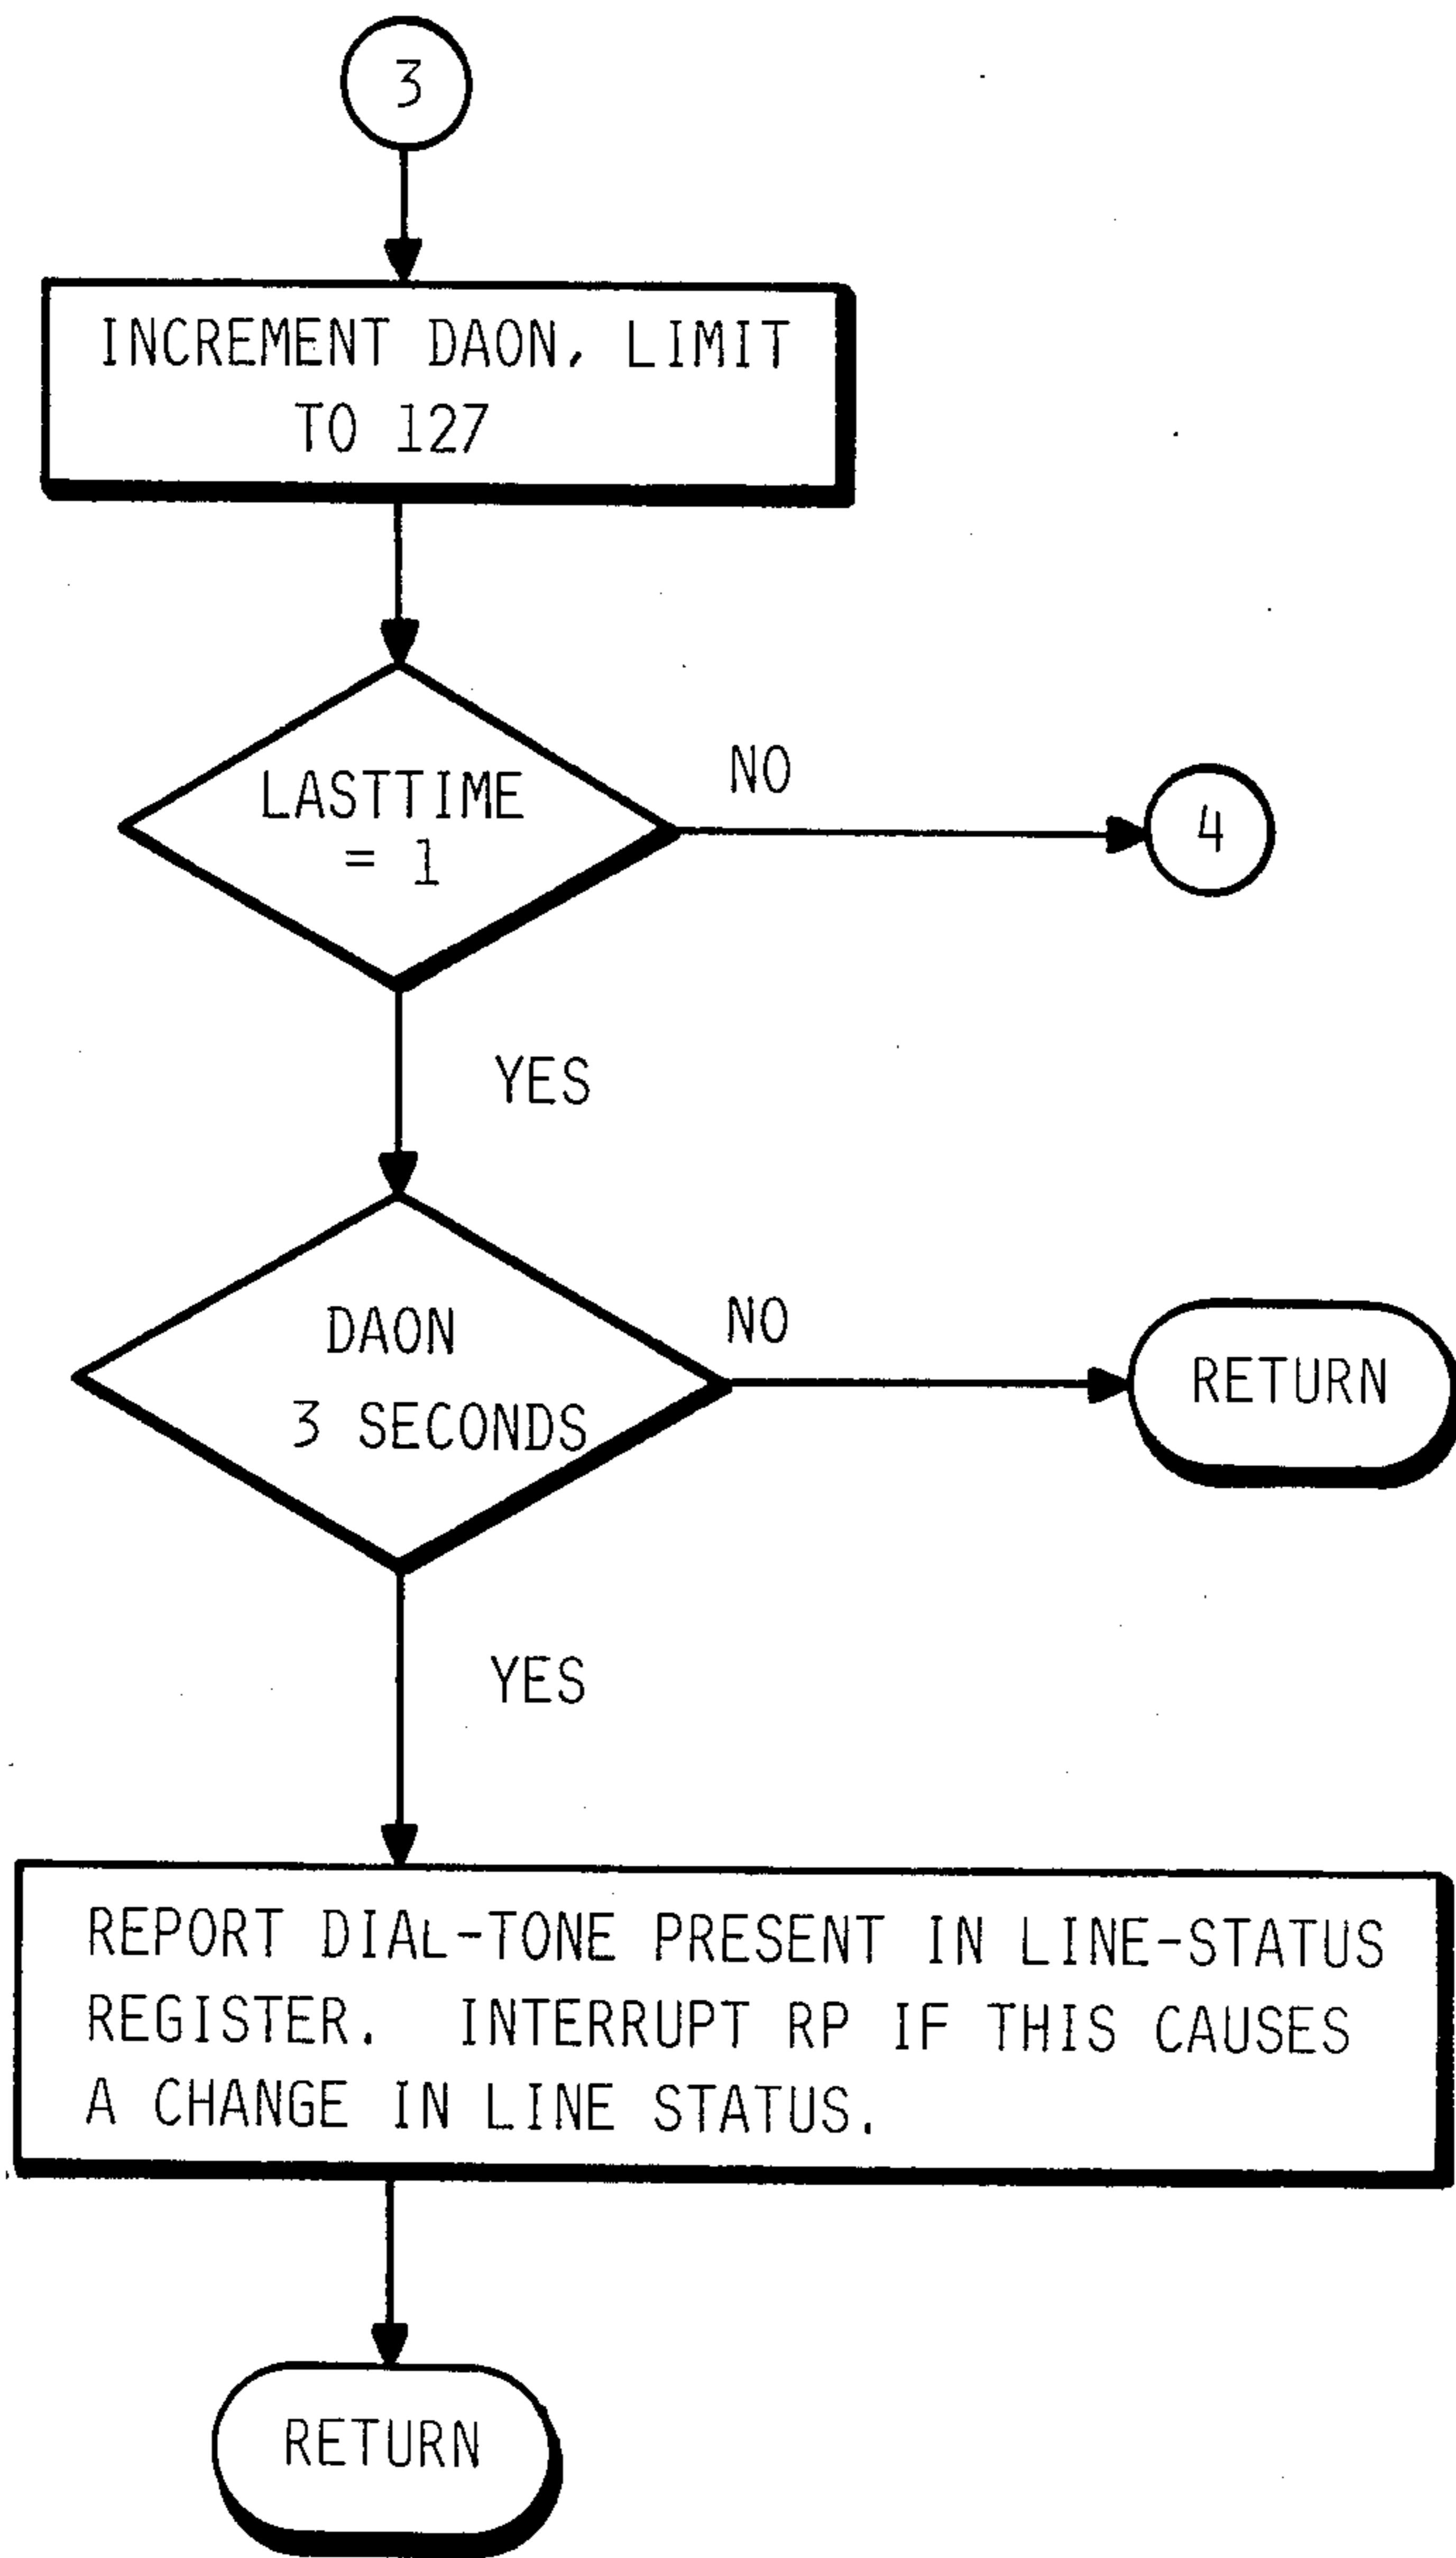 3
INCREMENT DAON, LIMIT
TO 127
LASTTIME
= 1
NO
4
YES
DAON
3 SECONDS
NO
RETURN
YES
REPORT DIAL-TONE PRESENT IN LINE-STATUS
REGISTER. INTERRUPT RP IF THIS CAUSES
A CHANGE IN LINE STATUS.
RETURN